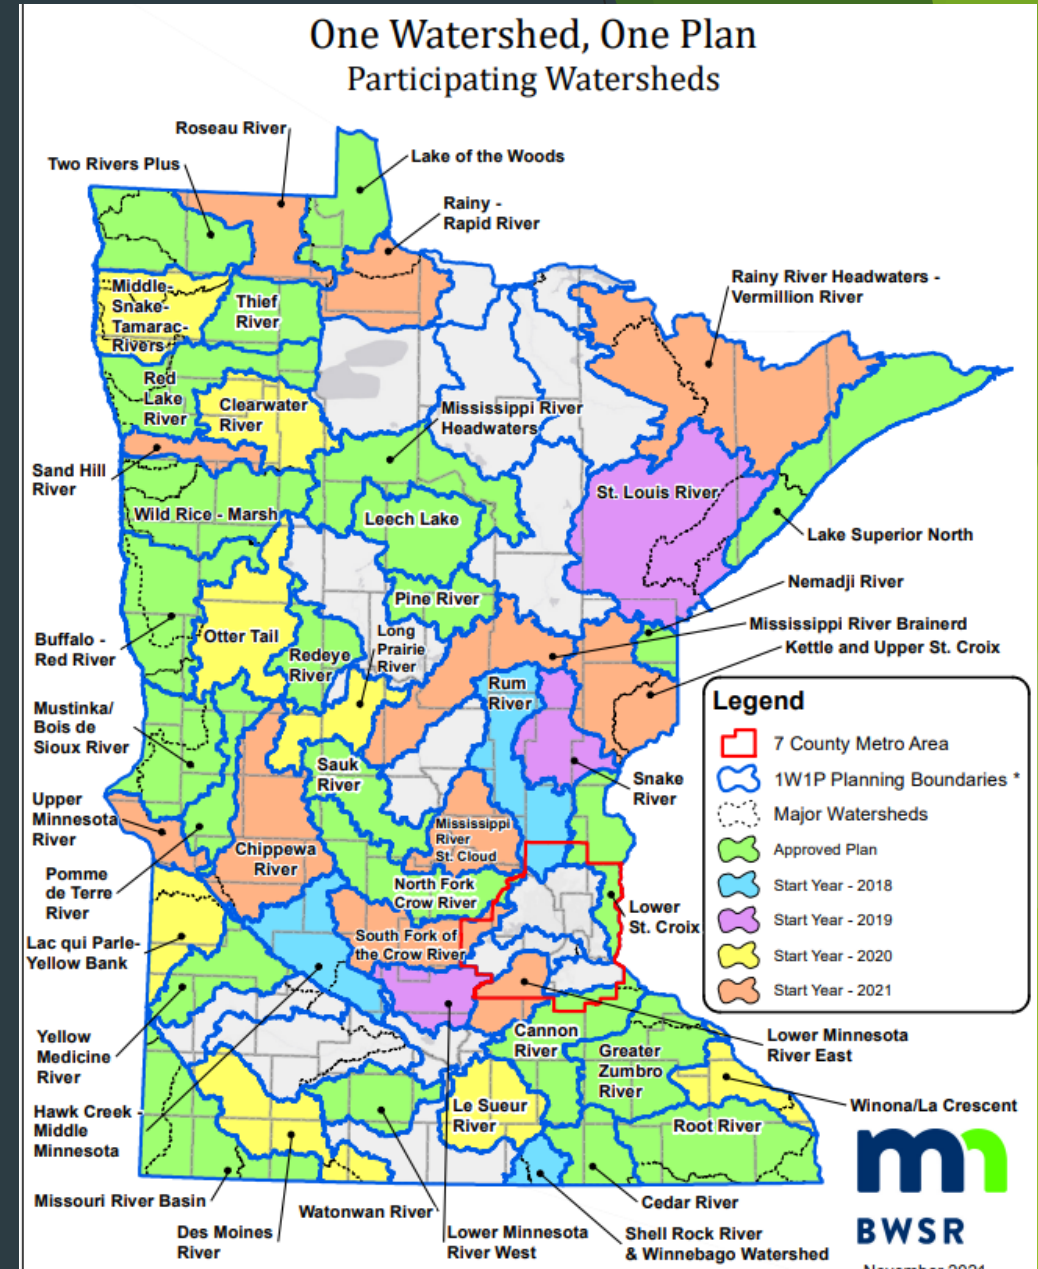 One Watershed, One Plan
Participating Watersheds
Roseau River
Two Rivers Plus
Lake of the Woods
Rainy -
Rapid River
Rainy River Headwaters -
Vermillion River
Middle-
Snake-
Tamarac-
Rivers
Thief
River
Red
Lake
River
Clearwater
River
Mississippi River
Headwaters
Sand Hill
River
St. Louis River
Wild Rice - Marsh
Leech Lake
Lake Superior North
Nemadji River
Pine River
Mississippi River Brainerd
Buffalo -
Red River
Otter Tail
Redeye
River
Long
Prairie
River
Kettle and Upper St. Croix
Rum
River
Mustinka/
Bois de
Sioux River
Sauk
River
Snake
River
Legend
7 County Metro Area
1W1P Planning Boundaries *
Major Watersheds
Approved Plan
Start Year - 2018
Start Year - 2019
Start Year - 2020
Start Year - 2021
Upper
Minnesota
River
Chippewa
River
Mississippi
River
St. Cloud
Pomme
de Terre
River
North Fork
Crow River
Lower
St. Croix
South Fork of
the Crow River
Lac qui Parle-
Yellow Bank
Yellow
Medicine
River
Cannon
River
Greater
Zumbro
River
Lower Minnesota
River East
Hawk Creek -
Middle
Minnesota
Le Sueur
River
Winona/La Crescent
Root River
Missouri River Basin
Des Moines
River
Watonwan River
Lower Minnesota
River West
Cedar River
Shell Rock River
& Winnebago Watershed
mn
BWSR
November 2021